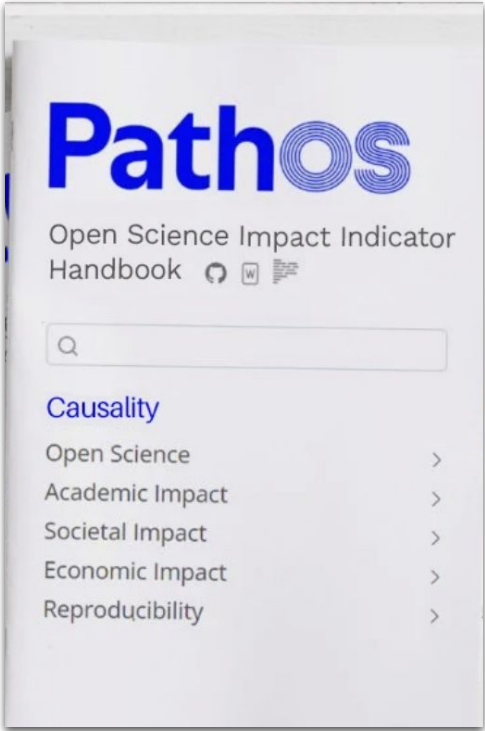 Pathos
Open Science Impact Indicator
Handbook W
Causality
Open Science
Academic Impact
Societal Impact
Economic Impact
Reproducibility